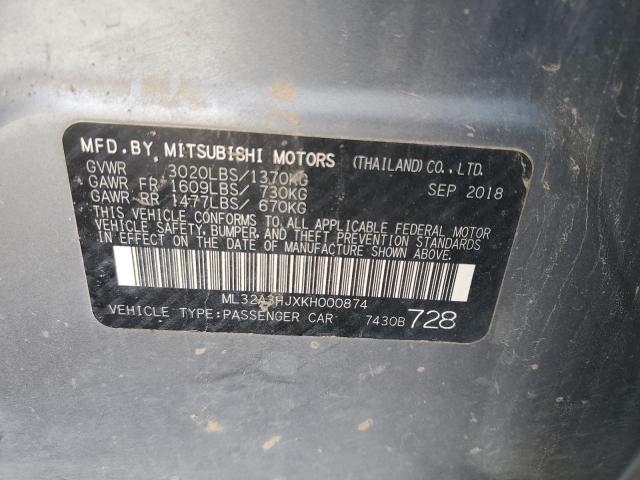 MFD. BY MITSUBISHI MOTORS (THAILAND) CO., LTD.
GVWR 3020LBS/1370KG SEP 2018
GAWR FR 1609LBS/ 730KG
GAWR RR 1477LBS/ 670KG
THIS VEHICLE CONFORMS TO ALL APPLICABLE FEDERAL MOTOR
VEHICLE SAFETY, BUMPER, AND THEFT PREVENTION STANDARDS
IN EFFECT ON THE DATE OF MANUFACTURE SHOWN ABOVE.
ML32A3HJXKH000874
VEHICLE TYPE:PASSENGER CAR 7430B 728